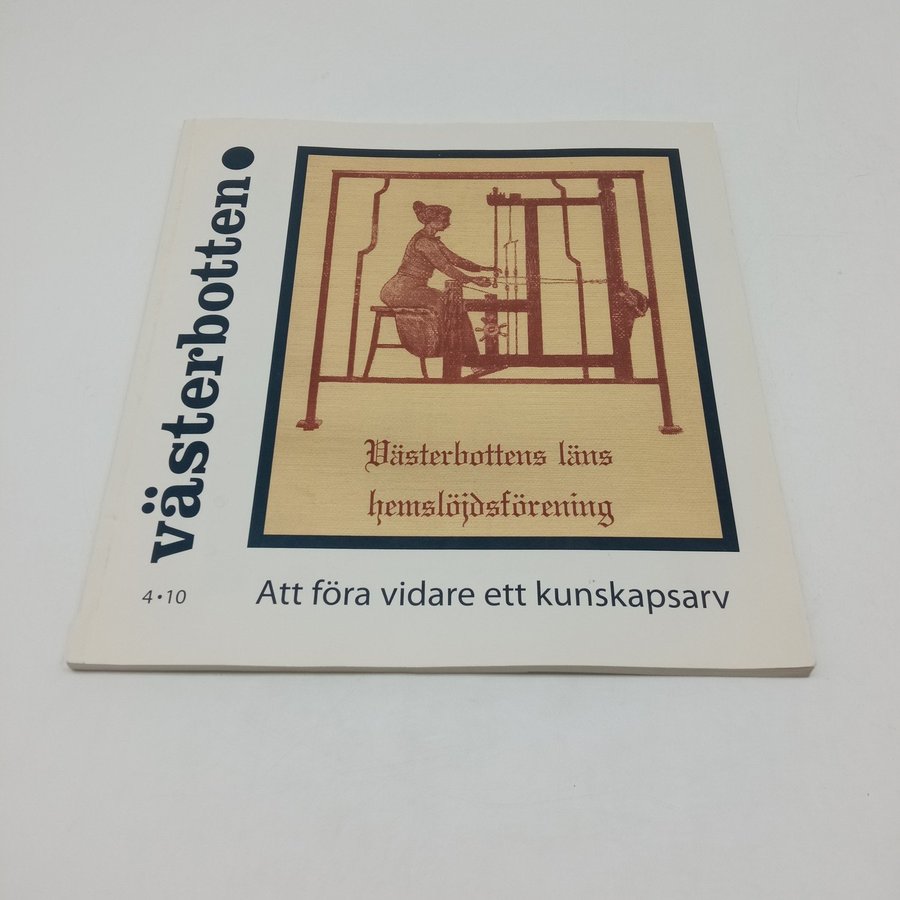 västerbotten
Västerbottens läns
hemslöjdsförening
4•10
Att föra vidare ett kunskapsarv